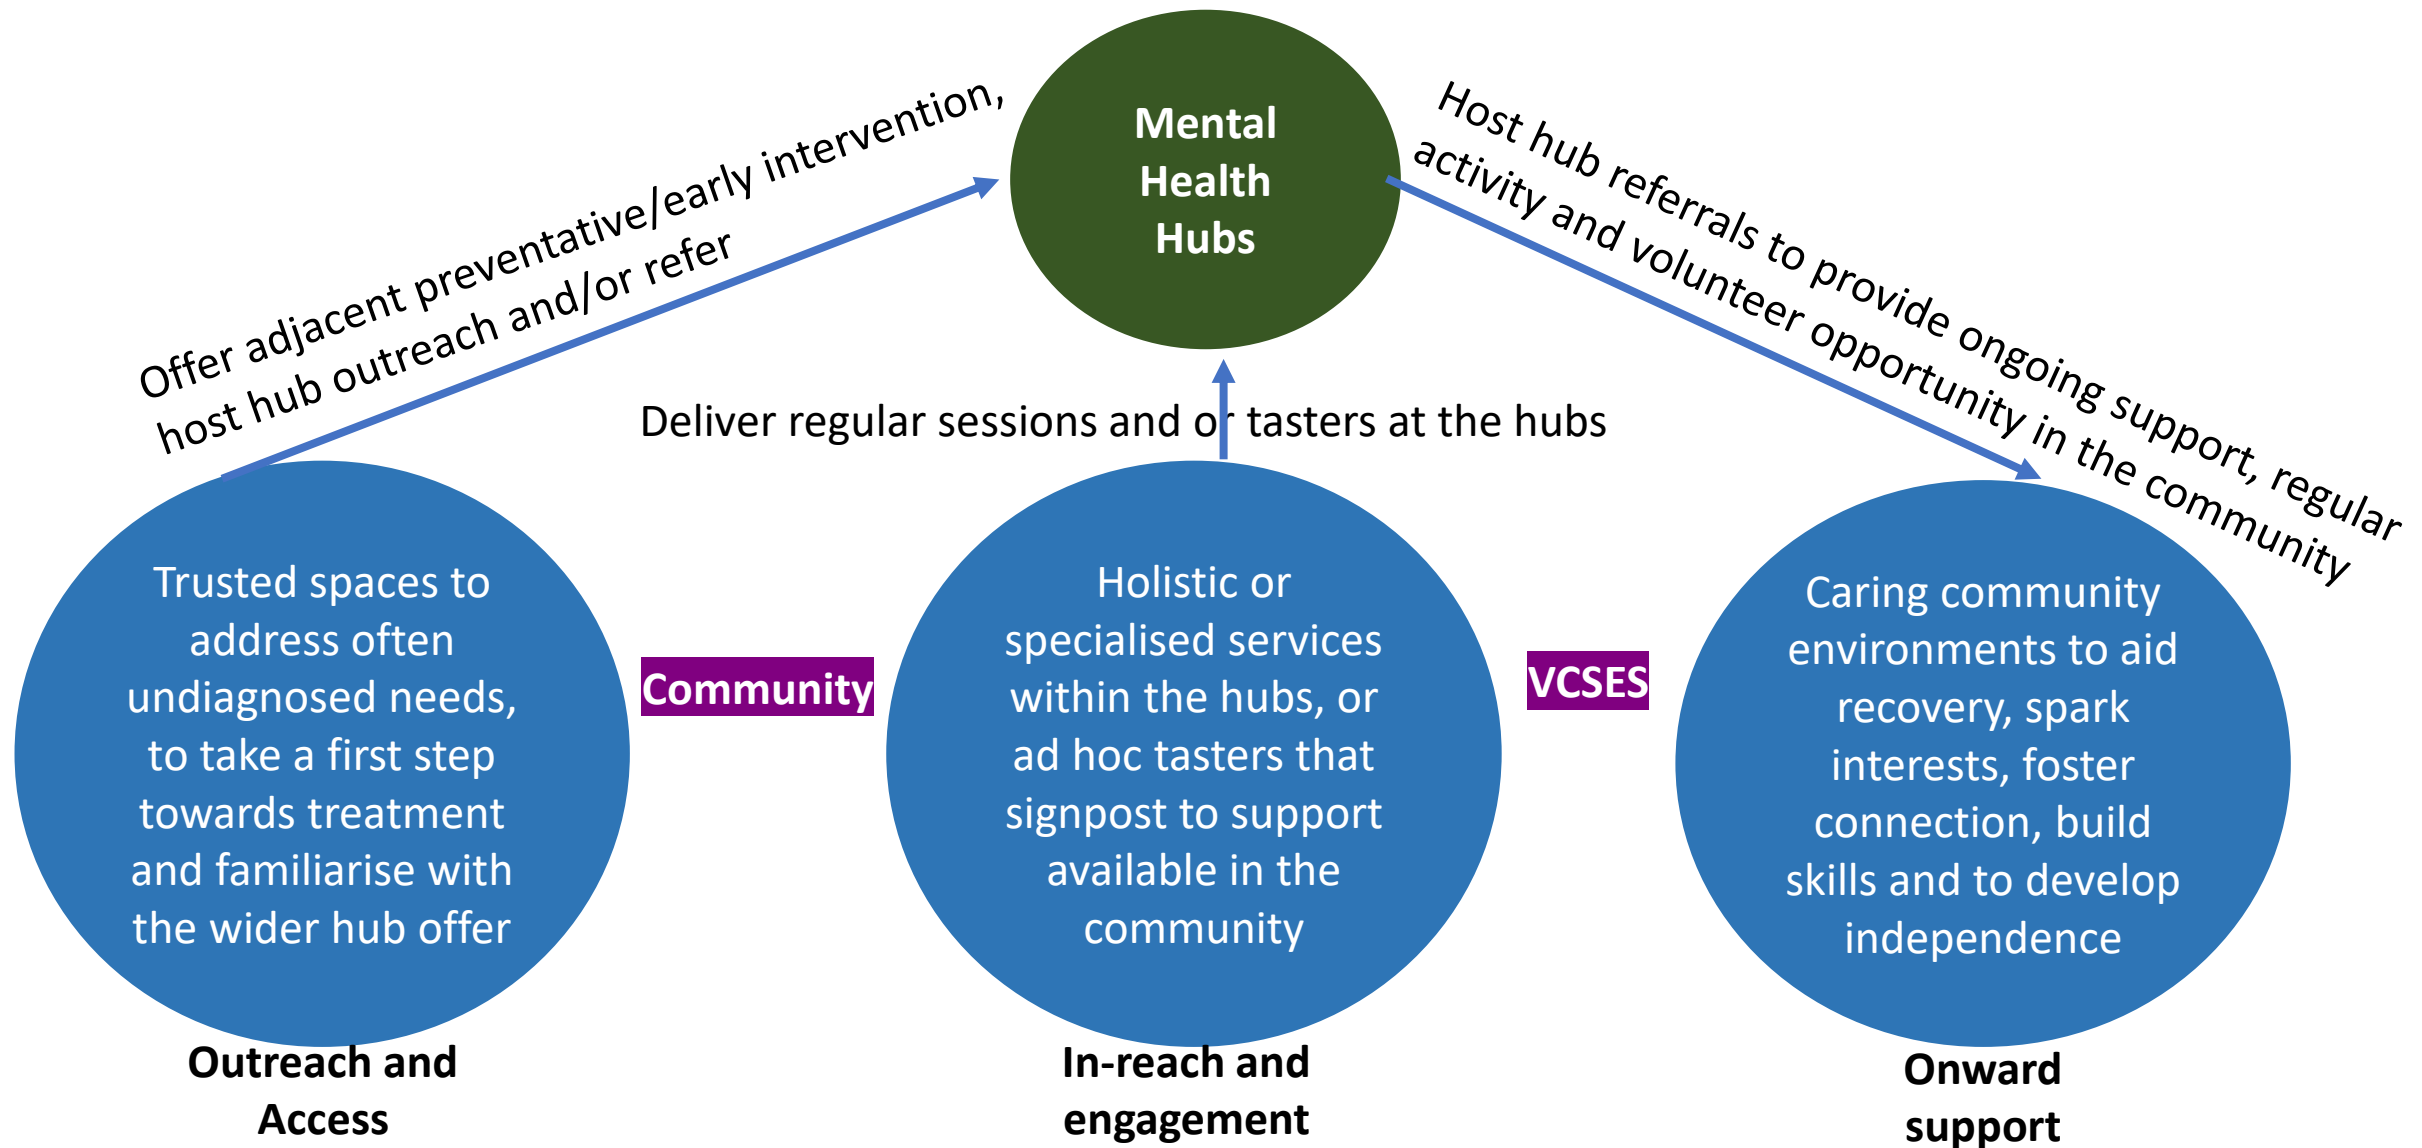 Mental
Health
Hubs
Offer adjacent preventative/early intervention,
host hub outreach and/or refer
Host hub referrals to provide ongoing support, regular
activity and volunteer opportunity in the community
Deliver regular sessions and or tasters at the hubs
Trusted spaces to
address often
undiagnosed needs,
to take a first step
towards treatment
and familiarise with
the wider hub offer
Community
Holistic or
specialised services
within the hubs, or
ad hoc tasters that
signpost to support
available in the
community
VCSES
Caring community
environments to aid
recovery, spark
interests, foster
connection, build
skills and to develop
independence
Outreach and
Access
In-reach and
engagement
Onward
support